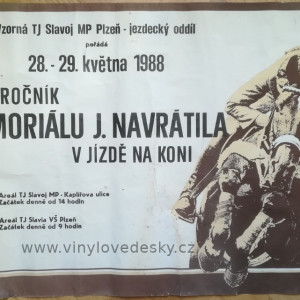 Vzorná TJ Slavoj MP Plzeň - jezdecký oddíl
pořádá
28. - 29. května 1988
ROČNÍK
MORIÁLU J. NAVRÁTILA
V JÍZDĚ NA KONI
Areál TJ Slavoj MP - Kaplířova ulice
Začátek denně od 14 hodin
Areál TJ Slavia VŠ Plzeň
Začátek denně od 9 hodin
www.vinylovedesky.cz